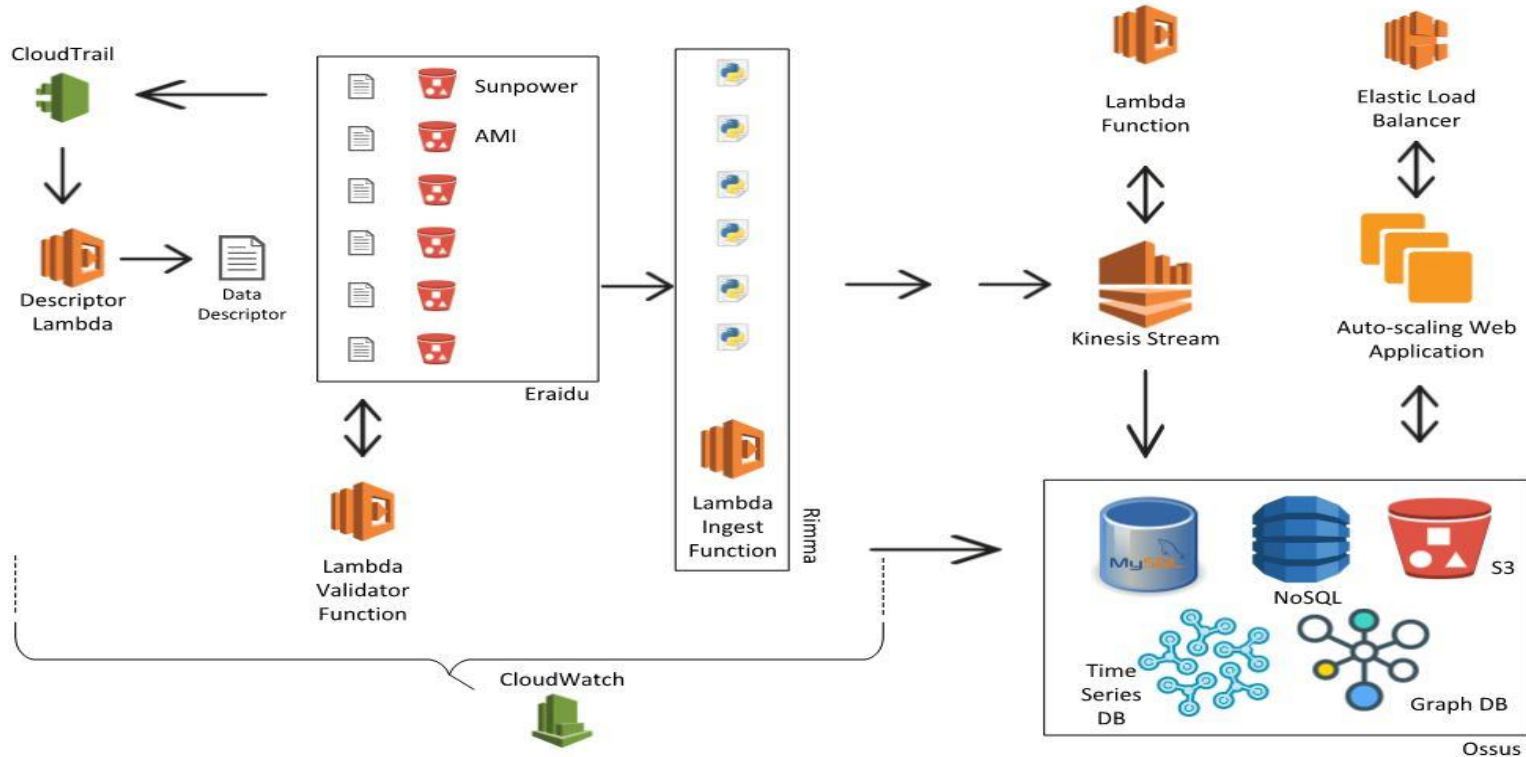 CloudTrail
Sunpower
AMI
Descriptor
Lambda
Data
Descriptor
Eraidu
Lambda
Validator
Function
Lambda
Ingest
Function
Rimma
CloudWatch
Lambda
Function
Kinesis Stream
Elastic Load
Balancer
Auto-scaling Web
Application
MySQL
NoSQL
S3
Time
Series
DB
Graph DB
Ossus